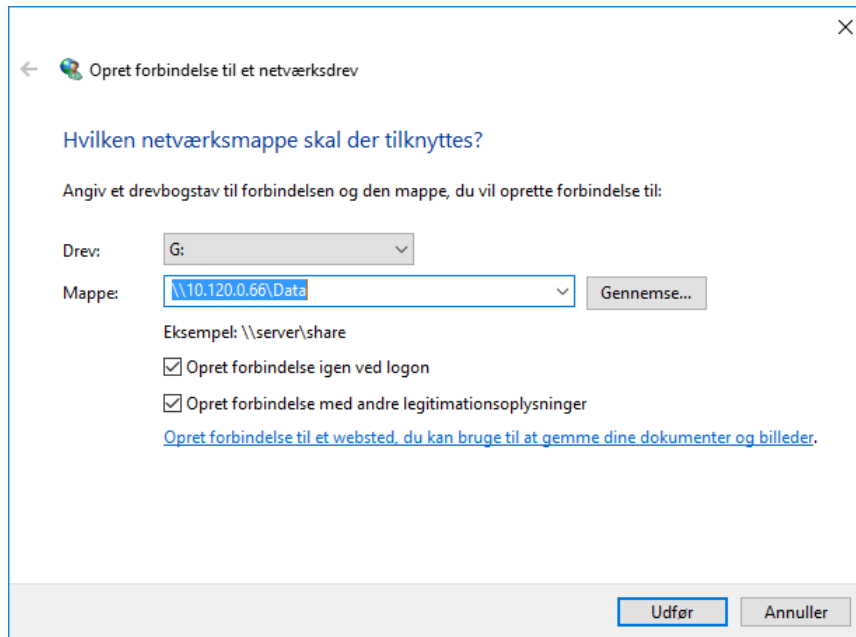 Opret forbindelse til et netværksdrev
Hvilken netværksmappe skal der tilknyttes?
Angiv et drevbogstav til forbindelsen og den mappe, du vil oprette forbindelse til:
Drev: G:
Mappe: \\10.120.0.66\Data Gennemse...
Eksempel: \\server\share
Opret forbindelse igen ved logon
Opret forbindelse med andre legitimationsoplysninger
Opret forbindelse til et websted, du kan bruge til at gemme dine dokumenter og billeder.
Udfør Annuller